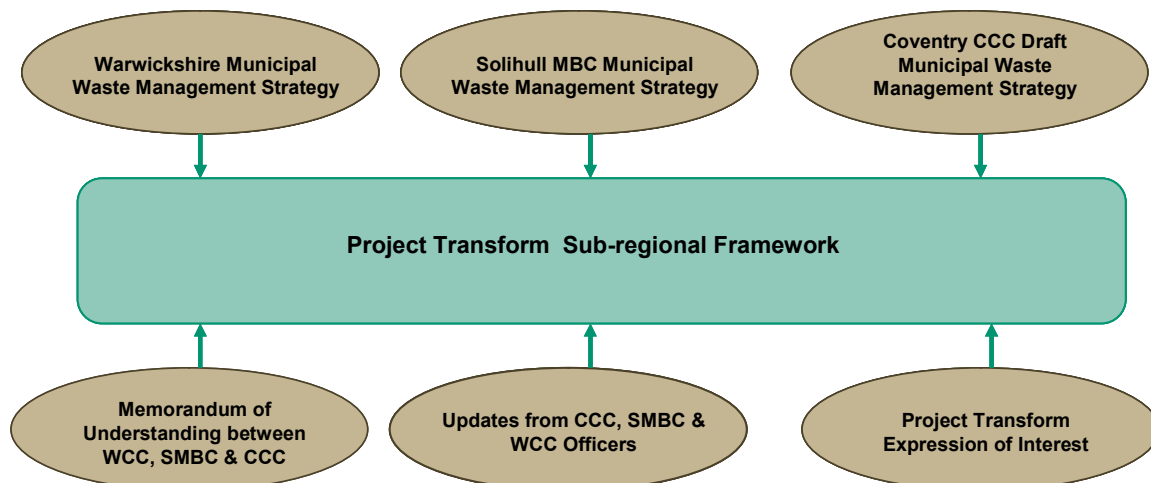 Warwickshire Municipal
Waste Management Strategy
Solihull MBC Municipal
Waste Management Strategy
Coventry CCC Draft
Municipal Waste
Management Strategy
Project Transform  Sub-regional Framework
Memorandum of
Understanding between
WCC, SMBC & CCC
Updates from CCC, SMBC &
WCC Officers
Project Transform
Expression of Interest